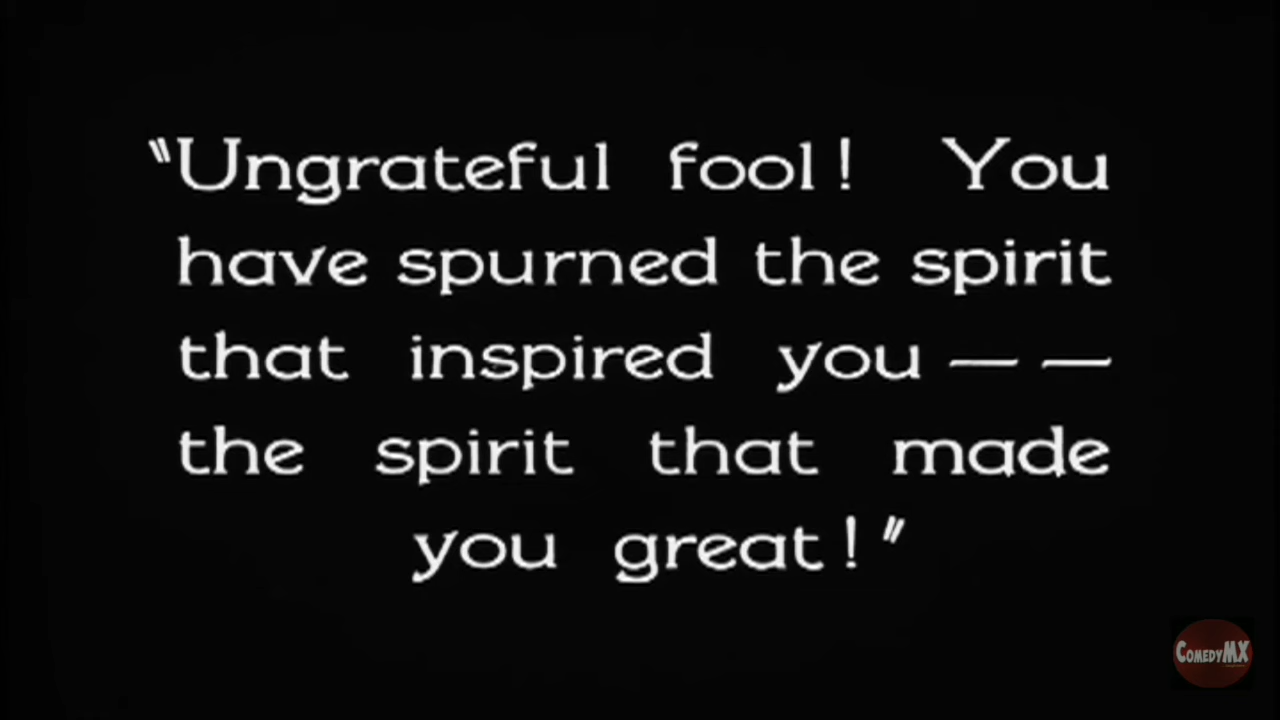 "Ungrateful fool! You
have spurned the spirit
that inspired you — —
the spirit that made
you great!"
COMEDYMX